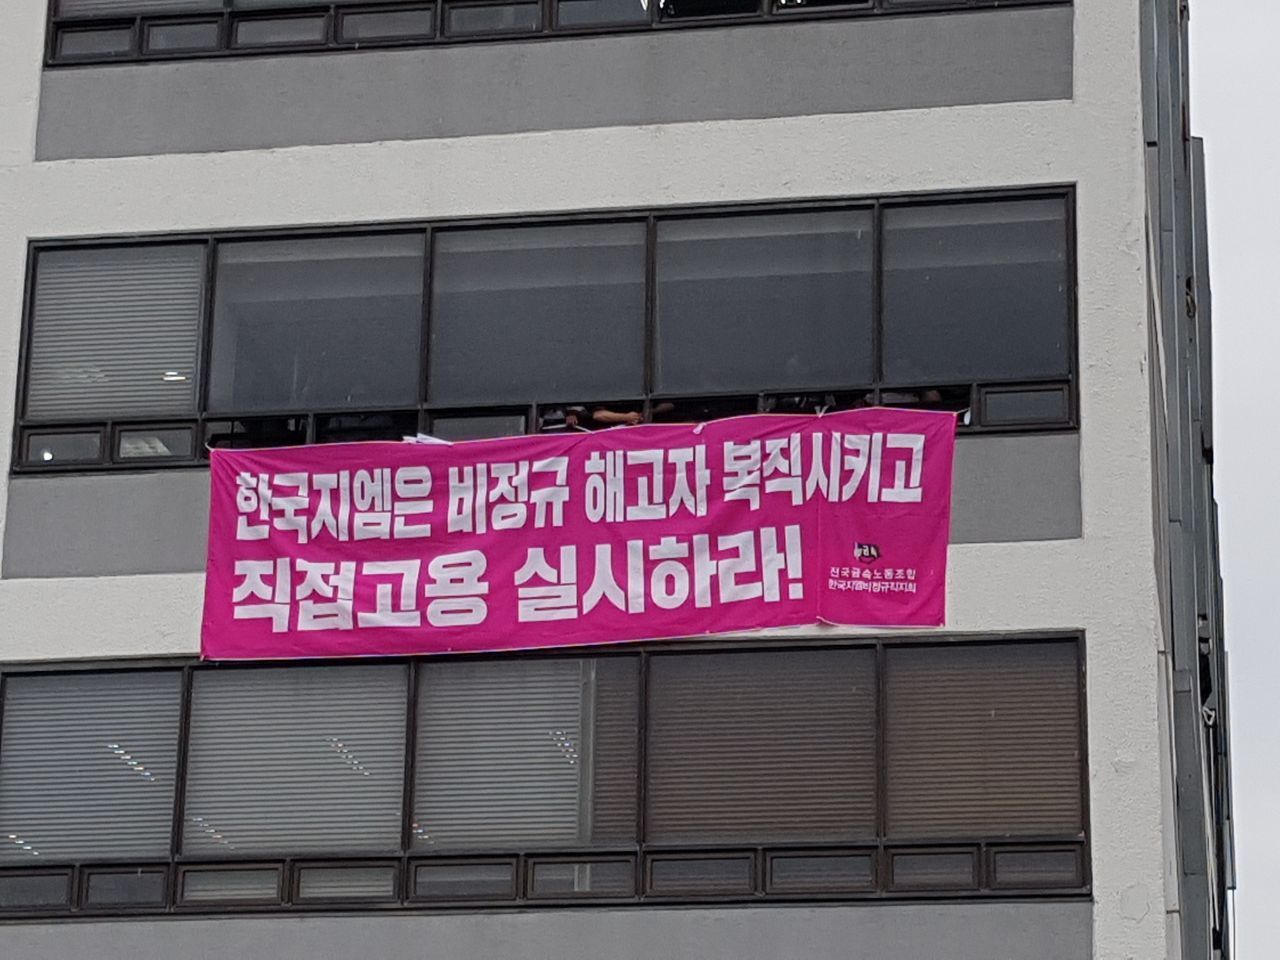 한국지엠은 비정규 해고자 복직시키고
직접고용 실시하라!
전국금속노동조합
한국지엠비정규직지회